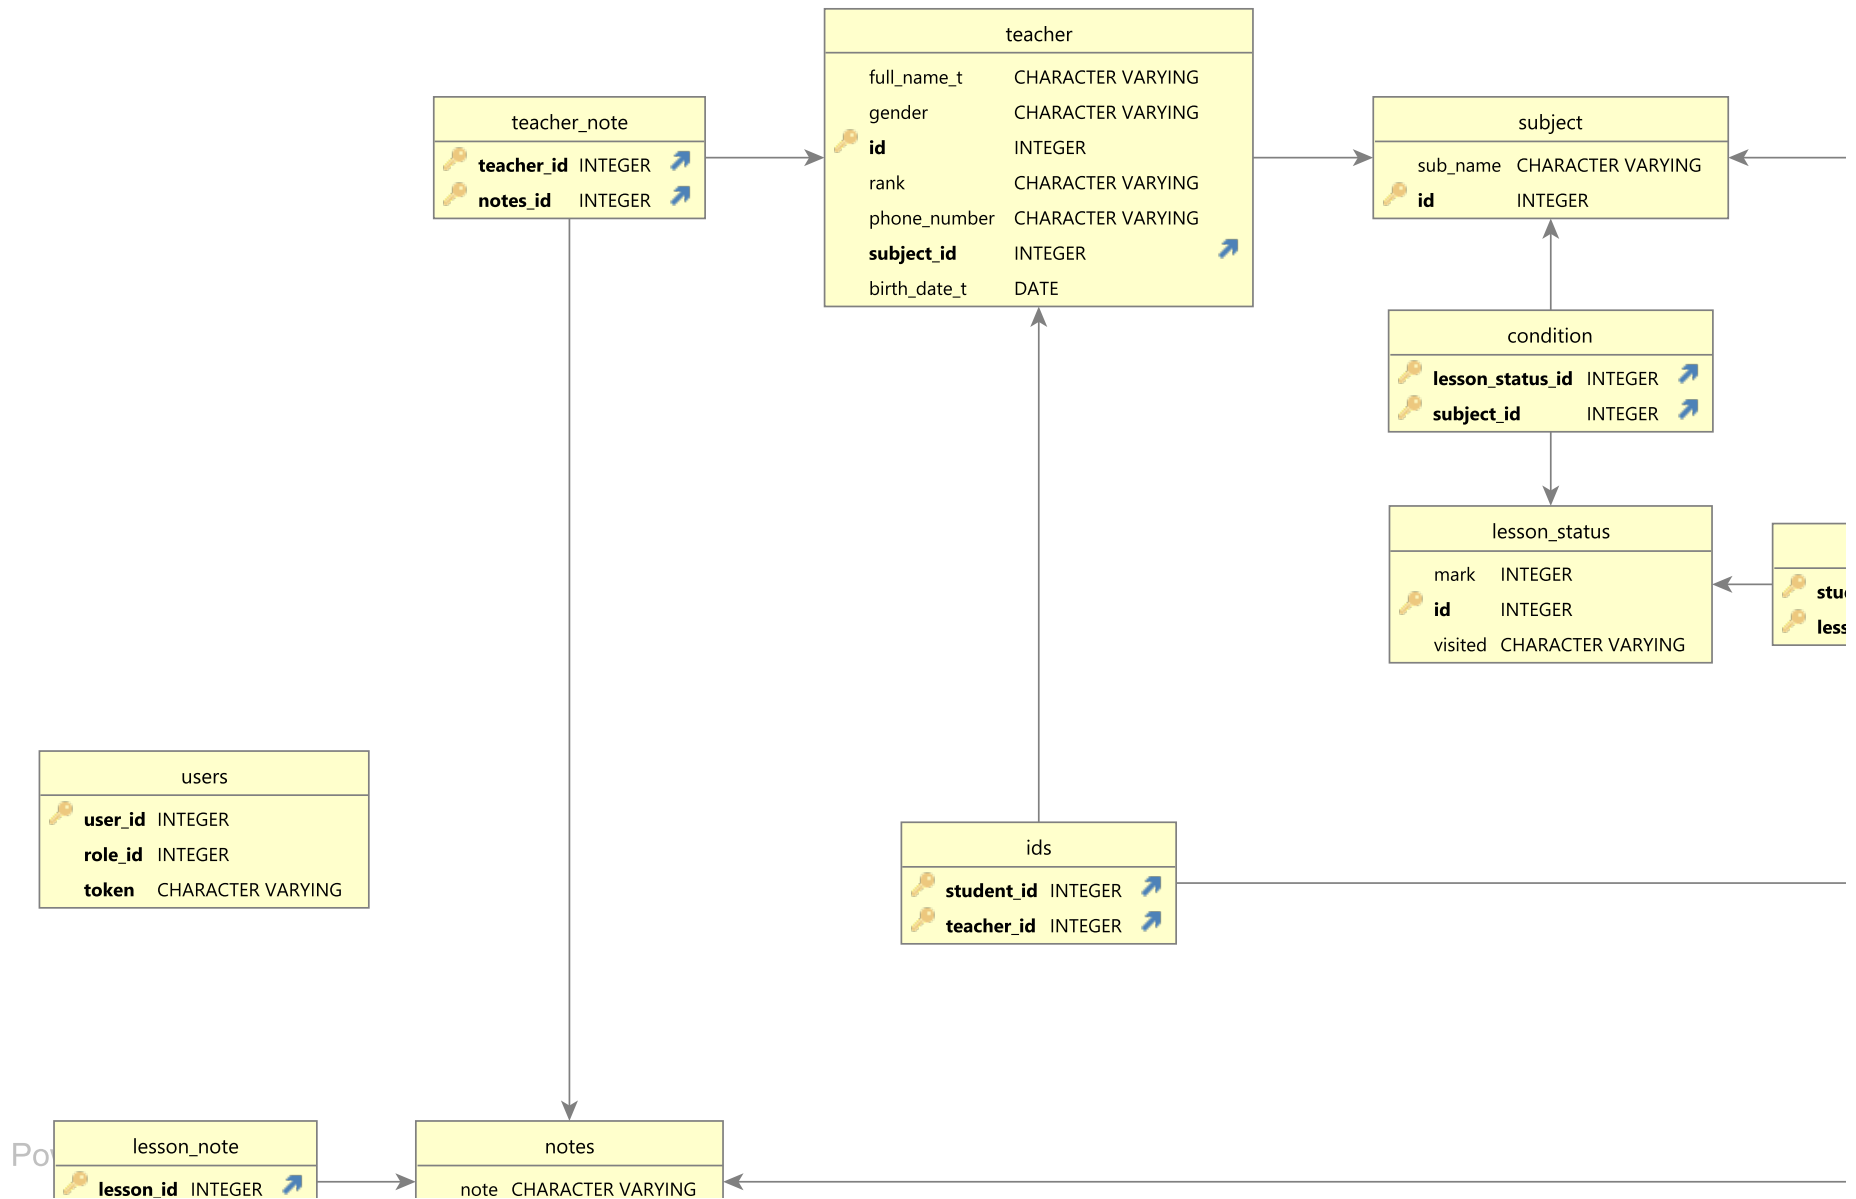 teacher
full_name_t CHARACTER VARYING
gender CHARACTER VARYING
id INTEGER
rank CHARACTER VARYING
phone_number CHARACTER VARYING
subject_id INTEGER
birth_date_t DATE
teacher_note
teacher_id INTEGER
notes_id INTEGER
subject
sub_name CHARACTER VARYING
id INTEGER
condition
lesson_status_id INTEGER
subject_id INTEGER
lesson_status
mark INTEGER
id INTEGER
visited CHARACTER VARYING
users
user_id INTEGER
role_id INTEGER
token CHARACTER VARYING
ids
student_id INTEGER
teacher_id INTEGER
lesson_note
lesson_id INTEGER
notes
note CHARACTER VARYING